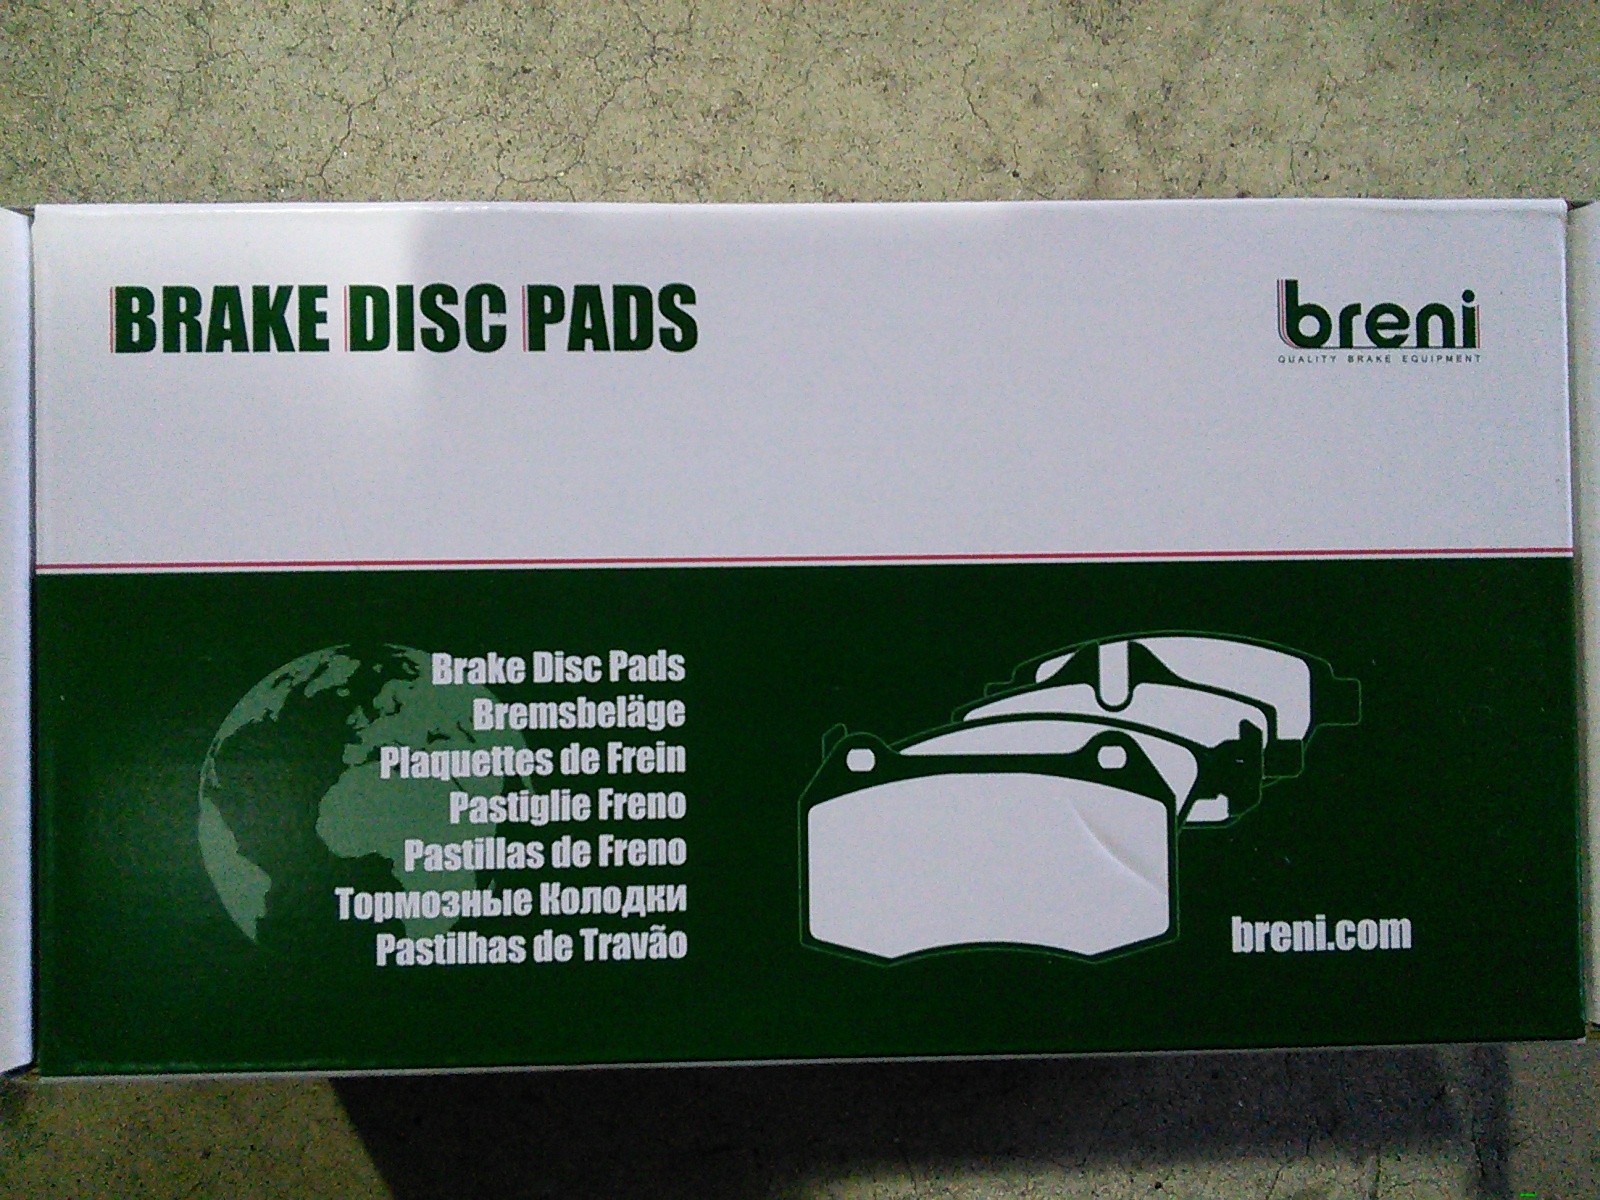 BRAKE DISC PADS
breni
QUALITY BRAKE EQUIPMENT
Brake Disc Pads
Bremsbeläge
Plaquettes de Frein
Pastiglie Freno
Pastillas de Freno
Тормозные Колодки
Pastilhas de Travão
breni.com